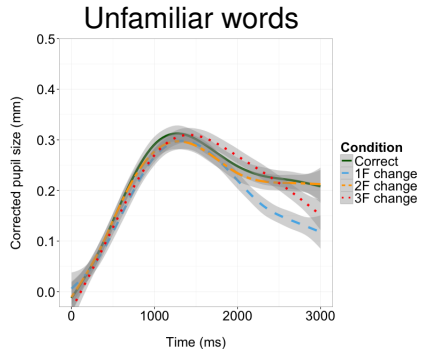 Unfamiliar words
0.5
0.4
0.3
0.2
0.1
0.0
Corrected pupil size (mm)
0
1000
2000
3000
Time (ms)
Condition
Correct
1F change
2F change
3F change